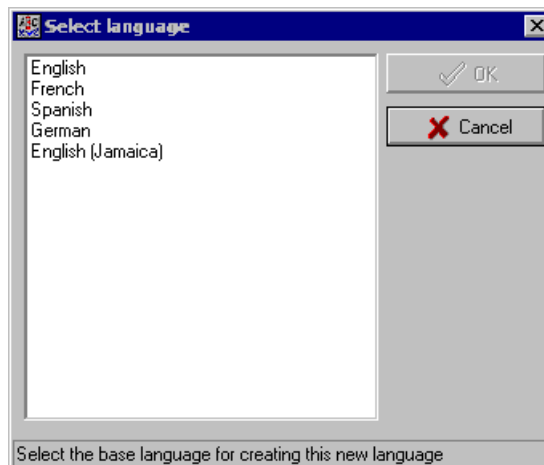 Select language
English
French
Spanish
German
English (Jamaica)
OK
Cancel
Select the base language for creating this new language